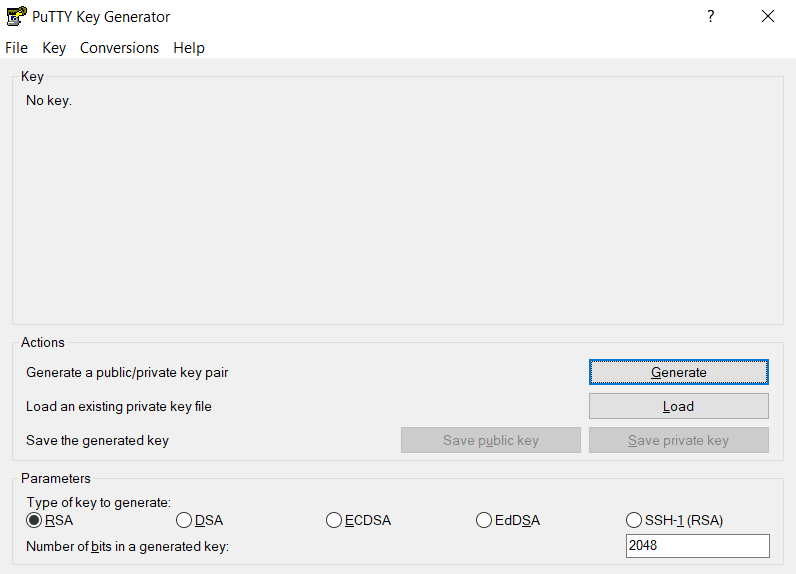 PuTTY Key Generator ?
File Key Conversions Help
Key
No key.
Actions
Generate a public/private key pair Generate
Load an existing private key file Load
Save the generated key Save public key Save private key
Parameters
Type of key to generate:
RSA DSA ECDSA EdDSA SSH-1 (RSA)
Number of bits in a generated key: 2048